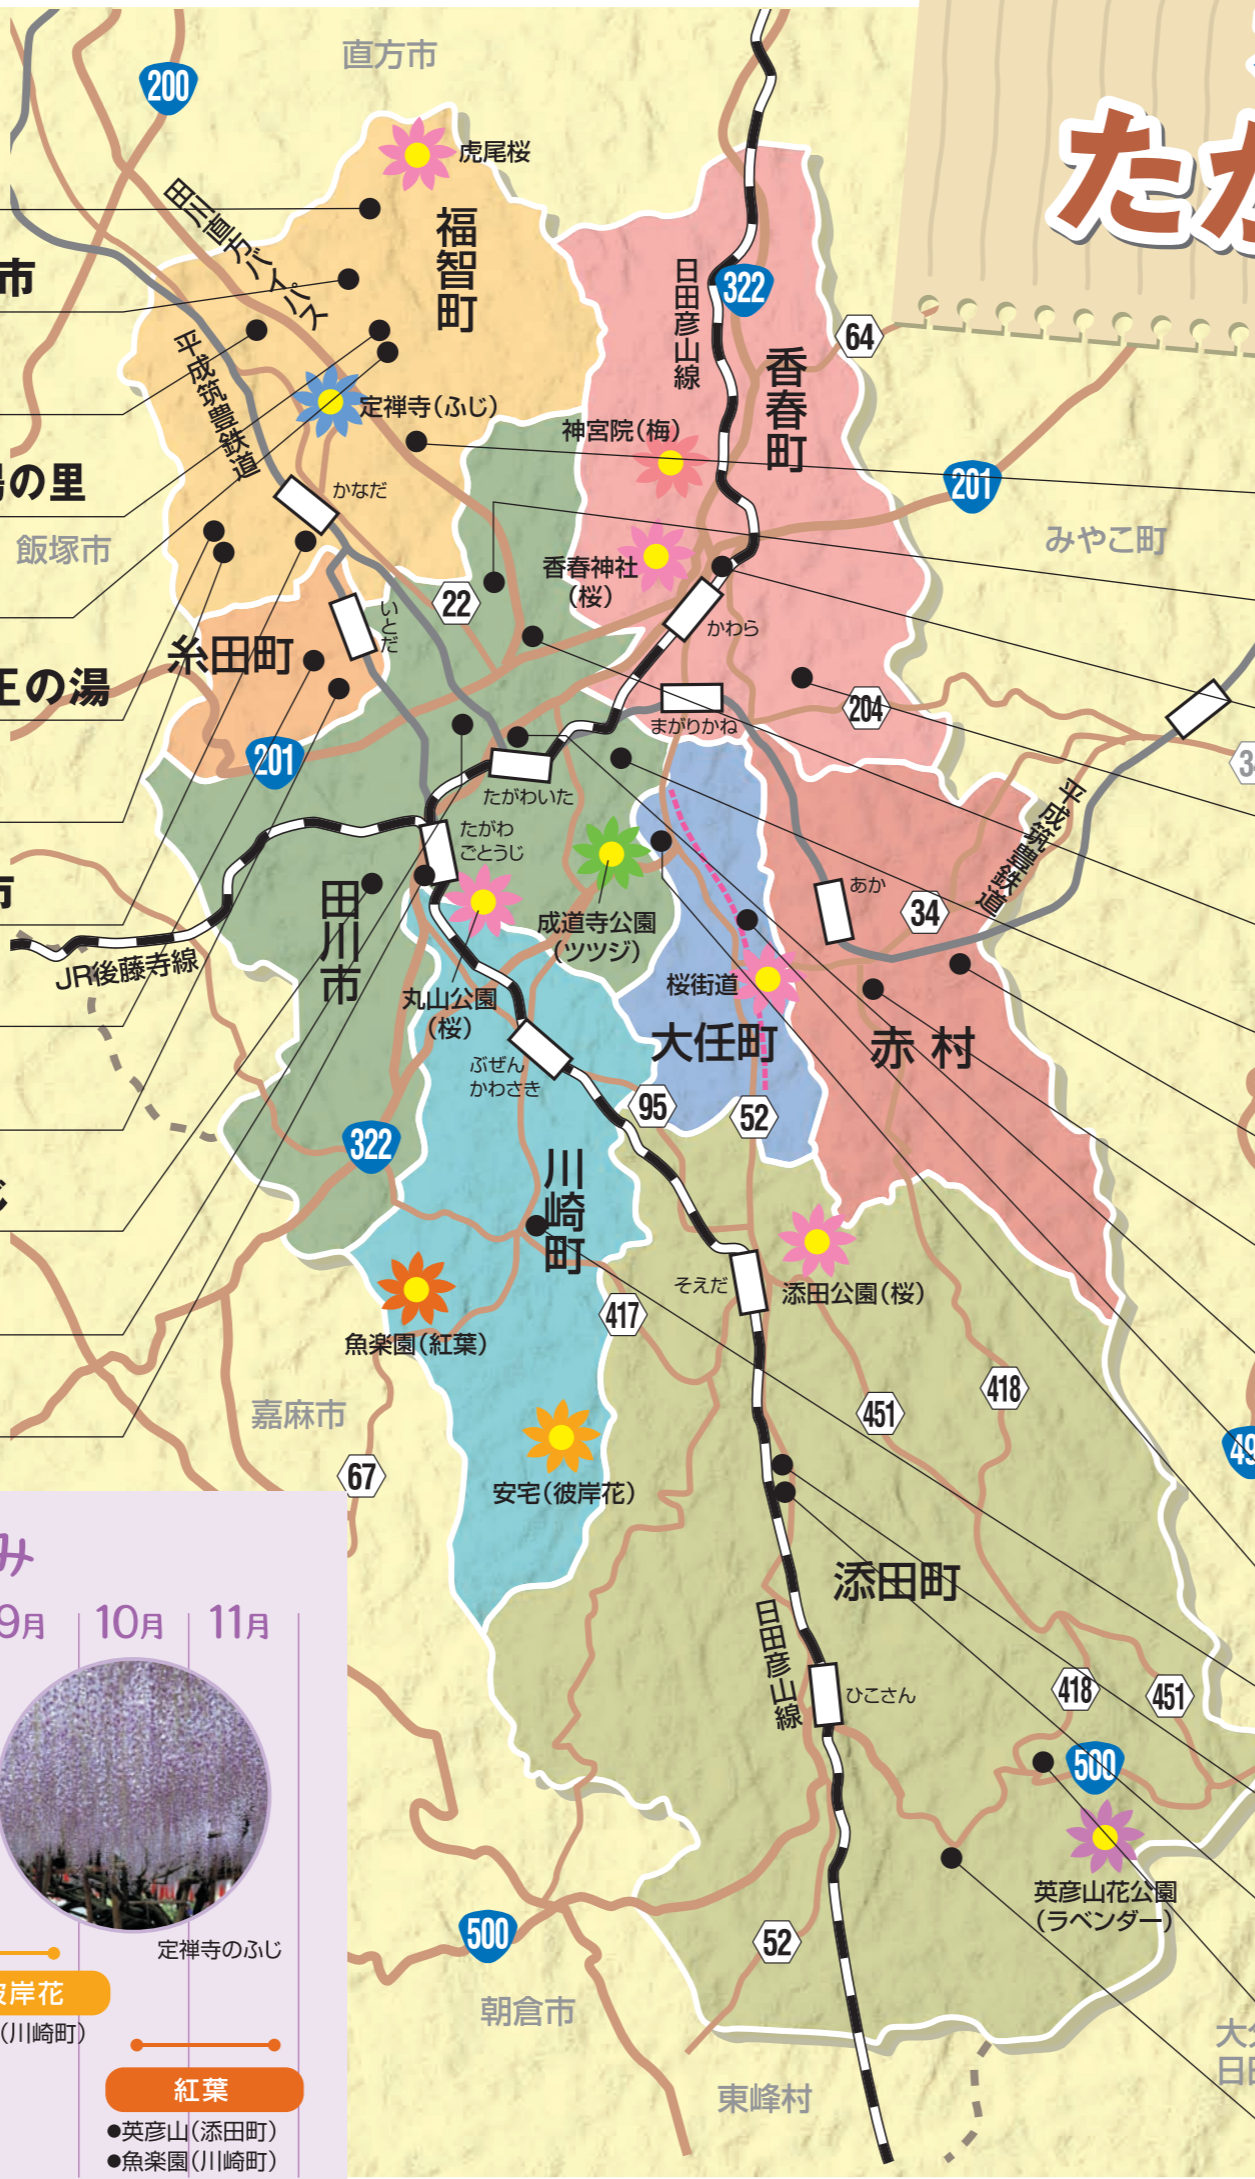 直方市
200
たか
虎尾桜
福智町
田川直方バイパス
市
日田彦山線
322
64
香春町
平成筑豊鉄道
定禅寺(ふじ)
神宮院(梅)
湯の里
かなだ
201
飯塚市
みやこ町
香春神社
(桜)
22
いとだ
かわら
糸田町
王の湯
204
まがりかね
201
34
たがわいた
平成筑豊鉄道
たがわ
ごとうじ
市
田川市
あか
34
成道寺公園
(ツツジ)
JR後藤寺線
桜街道
丸山公園
(桜)
大任町
赤村
ぶぜん
かわさき
95
52
322
川崎町
そえだ
添田公園(桜)
417
魚楽園(紅葉)
418
451
嘉麻市
49
67
安宅(彼岸花)
み
添田町
9月 10月 11月
日田彦山線
ひこさん
418
451
500
英彦山花公園
(ラベンダー)
500
52
定禅寺のふじ
彼岸花
(川崎町)
朝倉市
紅葉
東峰村
●英彦山(添田町)
●魚楽園(川崎町)